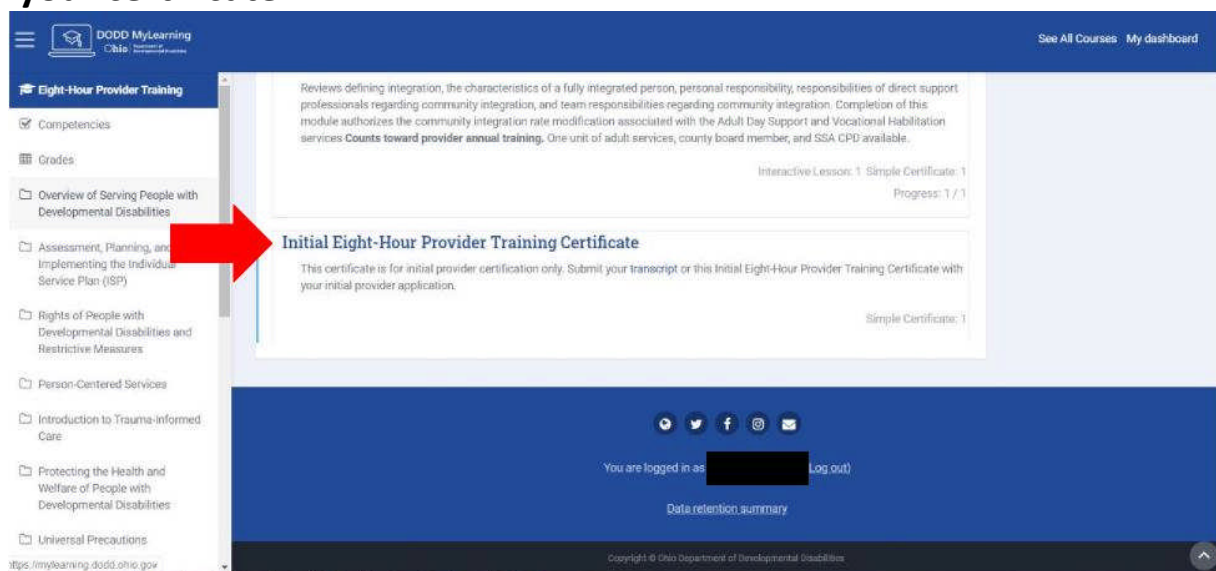 DODD MyLearning
Ohio
See All Courses My dashboard
Eight-Hour Provider Training
Competencies
Grades
Overview of Serving People with
Developmental Disabilities
Assessment, Planning, and
Implementing the Individual
Service Plan (ISP)
Rights of People with
Developmental Disabilities and
Restrictive Measures
Person-Centered Services
Introduction to Trauma-Informed
Care
Protecting the Health and
Welfare of People with
Developmental Disabilities
Universal Precautions
https://mylearning.dodd.ohio.gov
Reviews defining integration, the characteristics of a fully integrated person, personal responsibility, responsibilities of direct support
professionals regarding community integration, and team responsibilities regarding community integration. Completion of this
module authorizes the community integration rate modification associated with the Adult Day Support and Vocational Habilitation
services Counts toward provider annual training. One unit of adult services, county board member, and SSA CPD available.
Interactive Lesson: 1 Simple Certificate: 1
Progress: 1 / 1
Initial Eight-Hour Provider Training Certificate
This certificate is for initial provider certification only. Submit your transcript or this Initial Eight-Hour Provider Training Certificate with
your initial provider application.
Simple Certificate: 1
You are logged in as
Log out)
Data retention summary
Copyright © Ohio Department of Developmental Disabilities